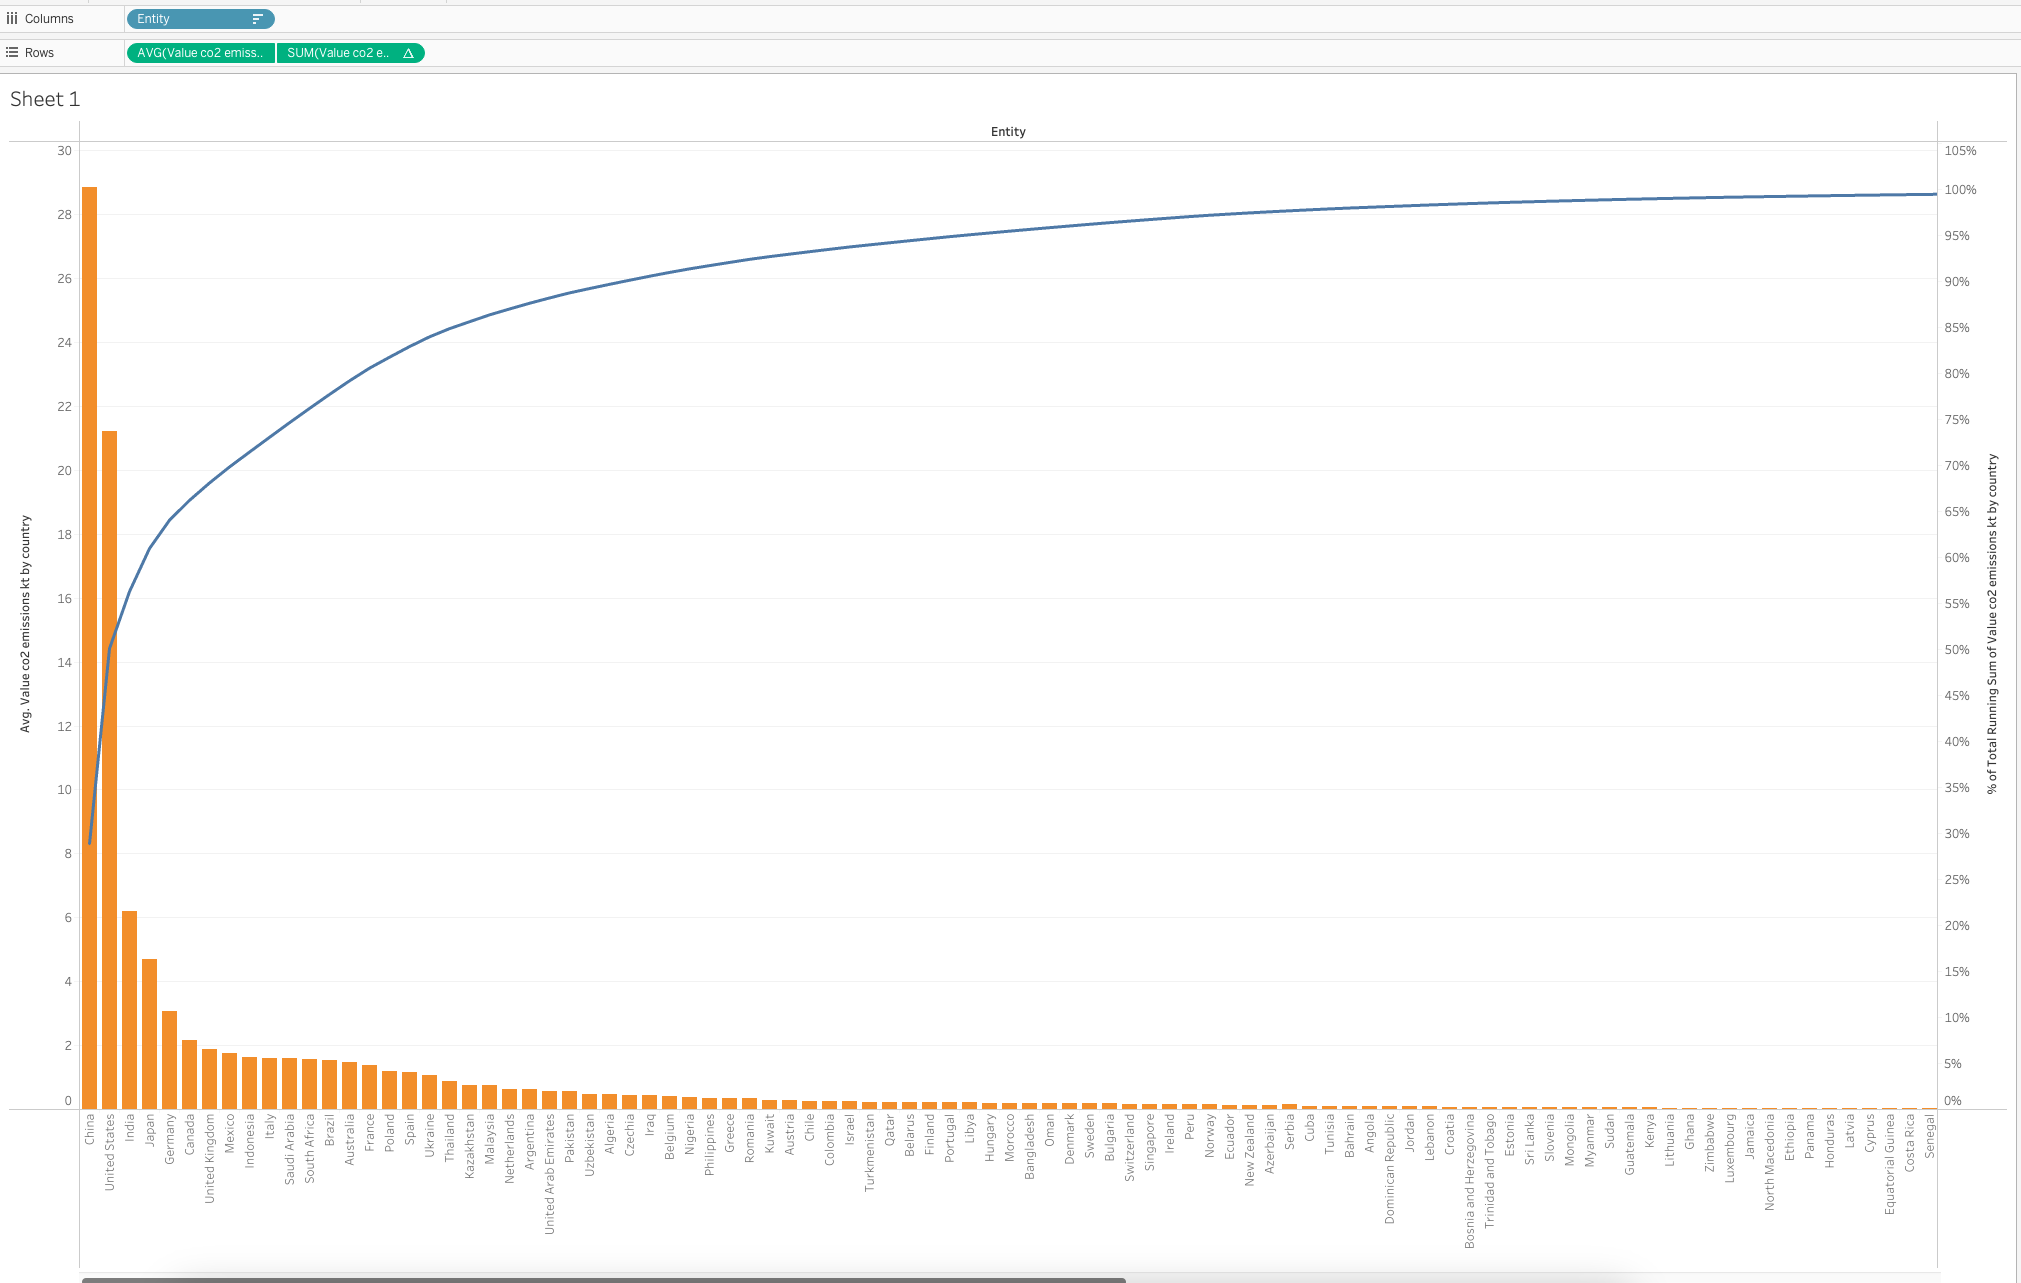 Columns
Entity
Rows
AVG(Value co2 emiss..
SUM(Value co2 e..
Sheet 1
Entity
30
28
26
24
22
20
18
16
14
12
10
8
6
4
2
0
Avg. Value co2 emissions kt by country
105%
100%
95%
90%
85%
80%
75%
70%
65%
60%
55%
50%
45%
40%
35%
30%
25%
20%
15%
10%
5%
0%
% of Total Running Sum of Value co2 emissions kt by country
China
United States
India
Japan
Germany
Canada
United Kingdom
Mexico
Indonesia
Italy
Saudi Arabia
South Africa
Brazil
Australia
France
Poland
Spain
Ukraine
Thailand
Kazakhstan
Malaysia
Netherlands
Argentina
United Arab Emirates
Pakistan
Uzbekistan
Algeria
Czechia
Iraq
Belgium
Nigeria
Philippines
Greece
Romania
Kuwait
Austria
Chile
Colombia
Israel
Turkmenistan
Qatar
Belarus
Finland
Portugal
Libya
Hungary
Morocco
Bangladesh
Oman
Denmark
Sweden
Bulgaria
Switzerland
Singapore
Ireland
Peru
Norway
Ecuador
New Zealand
Azerbaijan
Serbia
Cuba
Tunisia
Bahrain
Angola
Dominican Republic
Jordan
Lebanon
Croatia
Bosnia and Herzegovina
Trinidad and Tobago
Estonia
Sri Lanka
Slovenia
Mongolia
Myanmar
Sudan
Guatemala
Kenya
Lithuania
Ghana
Zimbabwe
Luxembourg
Jamaica
North Macedonia
Ethiopia
Panama
Honduras
Latvia
Cyprus
Equatorial Guinea
Costa Rica
Senegal